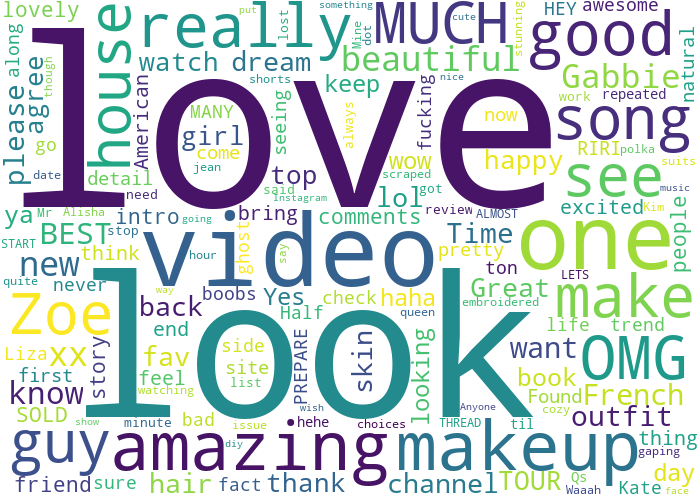 lovely
really
MUCH
HEY
awesome
something
put
cute
lost
Mine
dot
stunning
good
love
house
please
along
agree
though
American
watch
dream
shorts
beautiful
keep
Gabbie
natural
work
repeated
song
always
fucking
now
MANY
girl
come
jean
seeing
wow
happy
RIRI
polka
suits
go
date
detail
need
top
said
Instagram
lol
scraped
got
nice
see
ya
Mr
Alisha
intro
bring
comments
review
ALMOST
excited
Kim
music
people
START
BEST
stop
going
video
Time
one
new
quite
think
never
hour
ghost
say
pretty
ton
LETS
Great
embroidered
make
Zoe
way
back
boobs
Yes
check
haha
queen
look
Half
life
trend
xx
end
watching
side
site
list
PREPARE
skin
looking
want
OMG
Liza
first
feel
fav
story
book
Found
French
know
show
SOLD
minute
bad
issue
wish
choices
THREAD
Anyone
cozy
outfit
til
guy
amazing
hehe
makeup
thing
gaping
diy
friend
sure
hair
fact
thank
channel
TOUR
Waaah
Qs
Kate
day
face